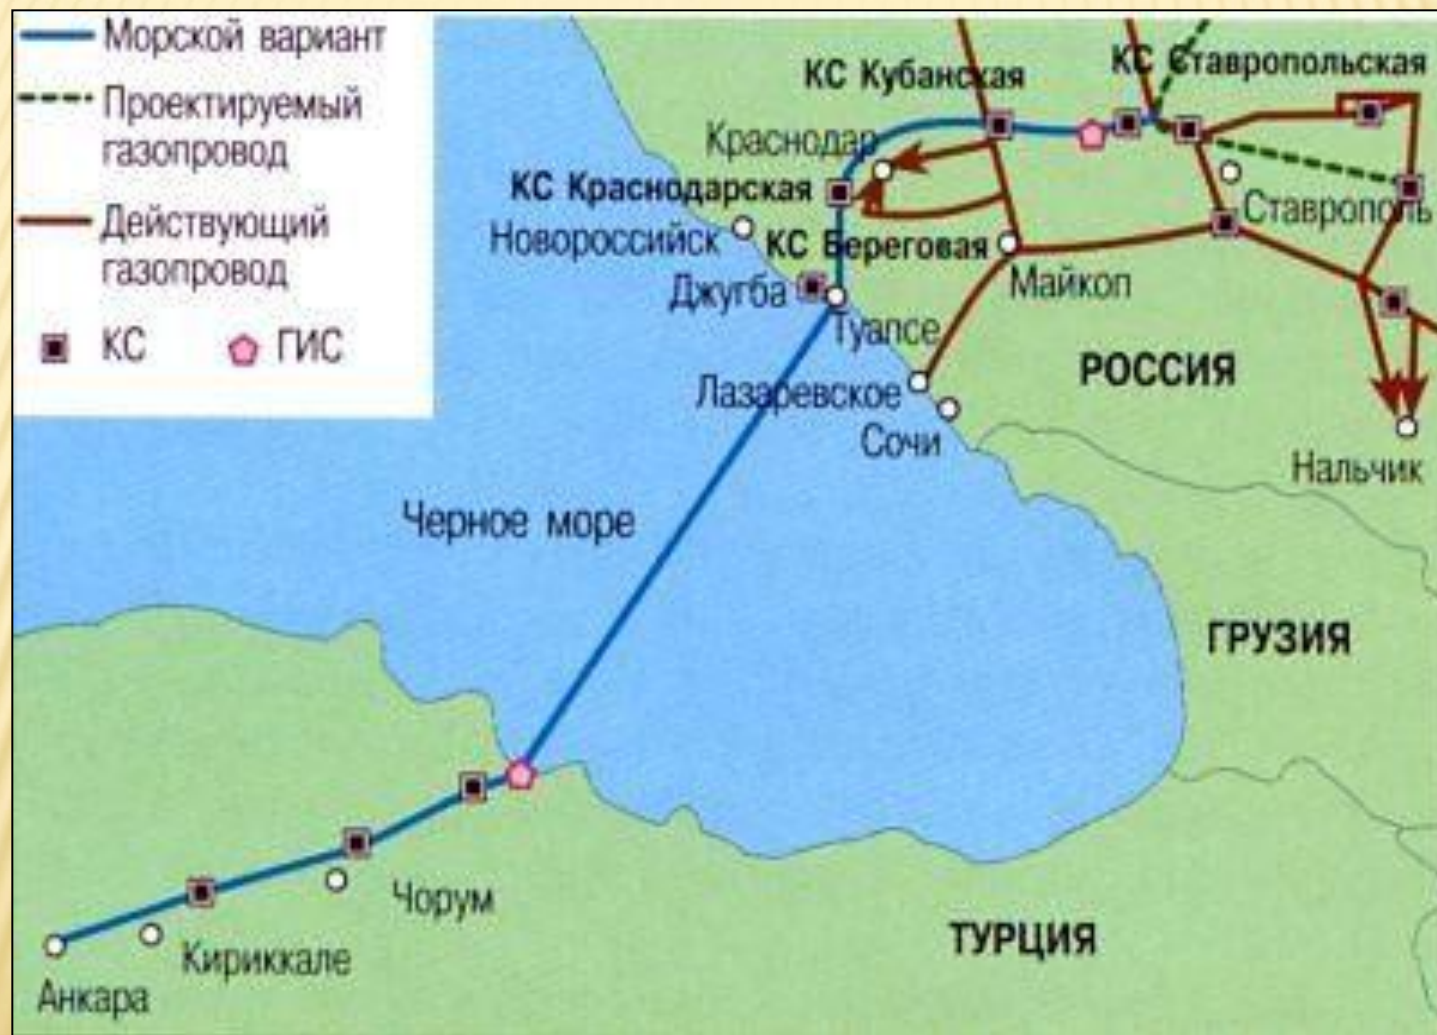 Морской вариант
Проектируемый
газопровод
Действующий
газопровод
КС
ГИС
КС Кубанская
КС Ставропольская
Краснодар
КС Краснодарская
Ставрополь
Новороссийск
КС Береговая
Майкоп
Джугба
Туапсе
РОССИЯ
Лазаревское
Сочи
Нальчик
Черное море
ГРУЗИЯ
Чорум
ТУРЦИЯ
Кириккале
Анкара